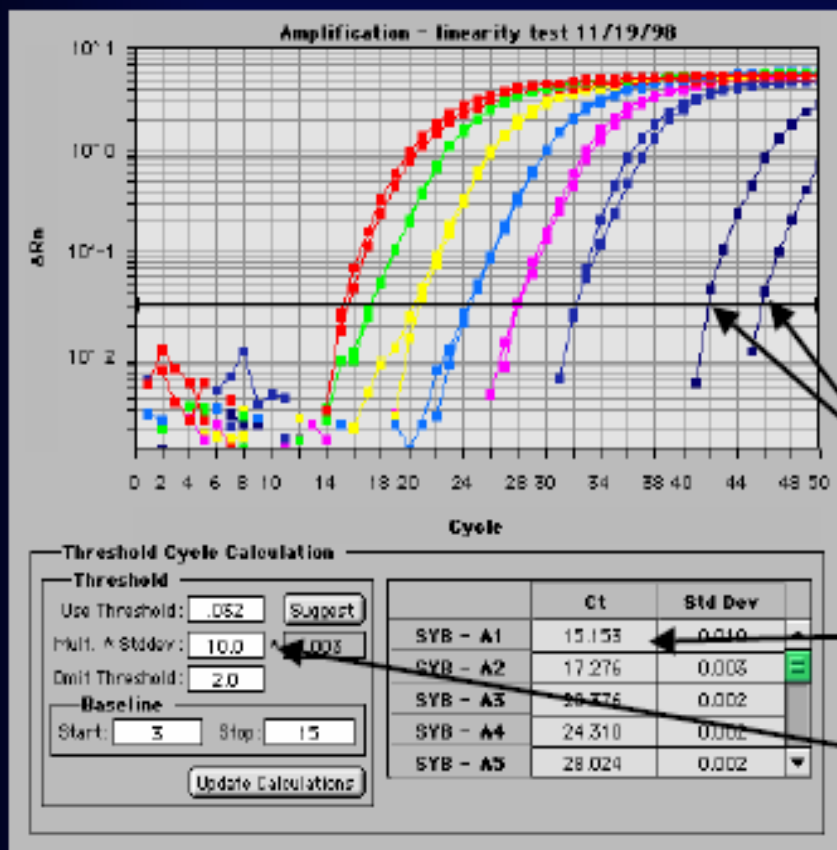 Amplification - linearity test 11/19/98
10^1
10^0
10^-1
10^-2
ΔRn
0 2 4 6 8 10 14 18 20 24 28 30 34 38 40 44 48 50
Cycle
Threshold Cycle Calculation
Threshold
Use Threshold: Suggest
Mult. * Stddev: 10.0 *
Omit Threshold: 2.0
Baseline
Start: 3 Stop: 15
Update Calculations
Ct Std Dev
SYB - A1 15.153 0.010
SYB - A2 17.276 0.003
SYB - A3 0.002
SYB - A4 24.310 0.002
SYB - A5 28.024 0.002